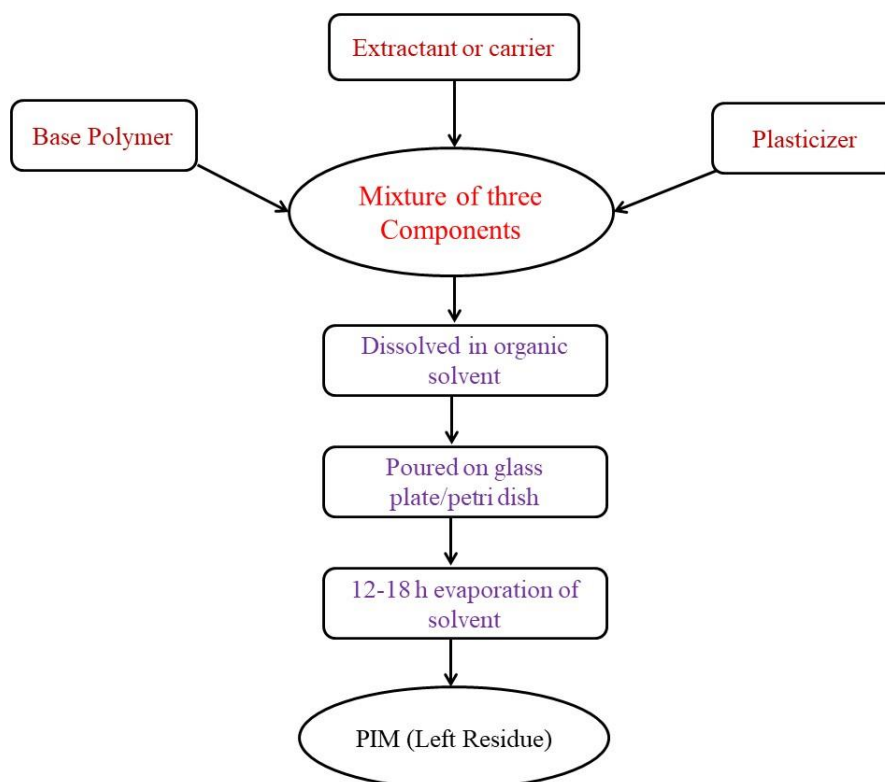 Extractant or carrier
Base Polymer
Plasticizer
Mixture of three
Components
Dissolved in organic
solvent
Poured on glass
plate/petri dish
12-18 h evaporation of
solvent
PIM (Left Residue)